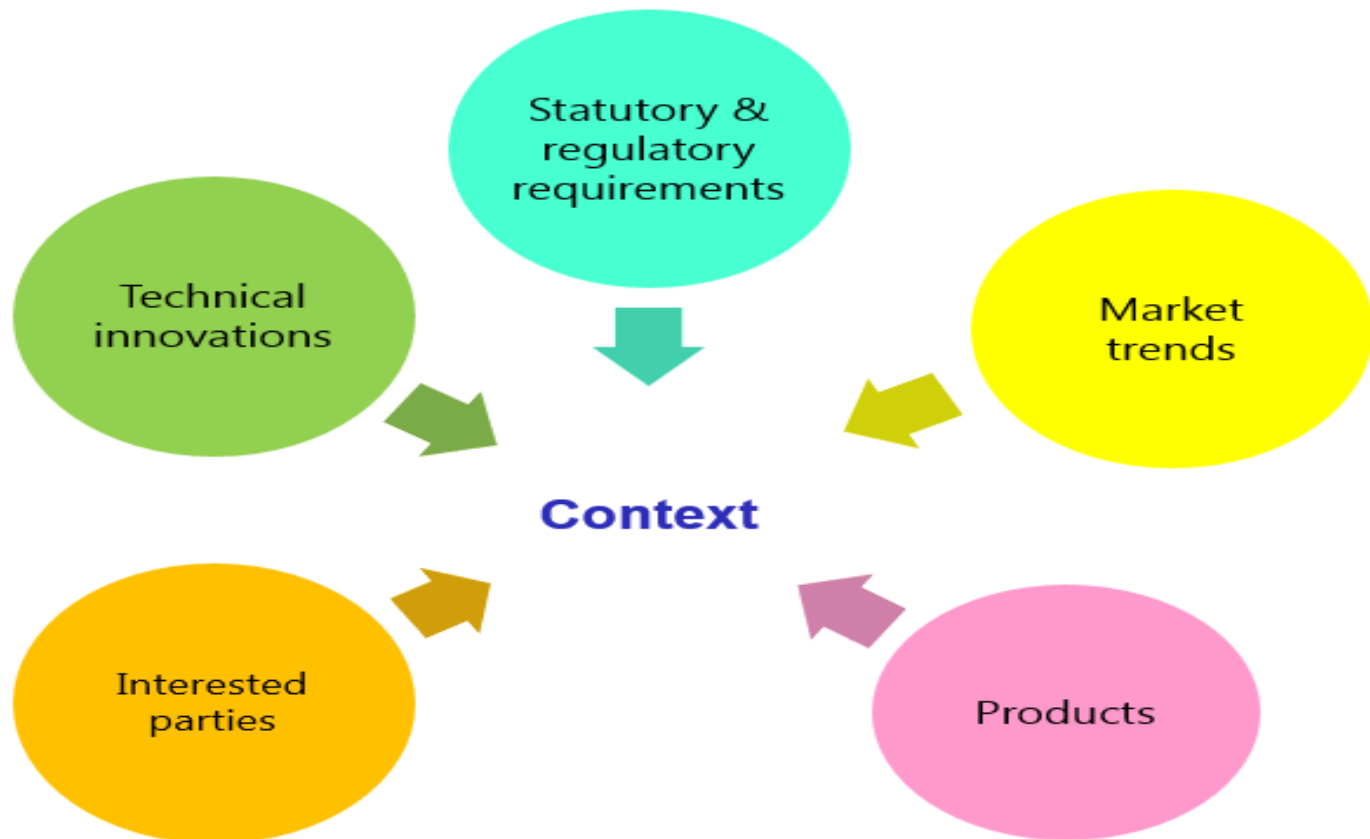 Statutory &
regulatory
requirements
Technical
innovations
Market
trends
Context
Interested
parties
Products